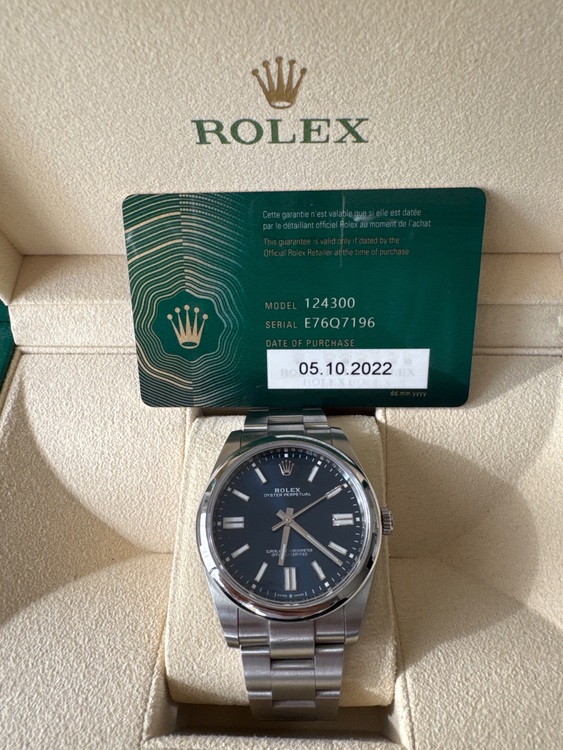 ROLEX
Cette garantie n'est valable que si elle est datée
par le détaillant officiel Rolex au moment de l'achat
This guarantee is valid only if dated by the
Official Rolex Retailer at the time of purchase
MODEL 124300
SERIAL E76Q7196
DATE OF PURCHASE
05.10.2022
ROLEX
dd.mm.yyyy
ROLEX
OYSTER PERPETUAL
SUPERLATIVE CHRONOMETER
OFFICIALLY CERTIFIED